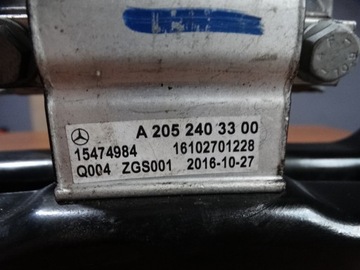 A 205 240 33 00
15474984 16102701228
Q004 ZGS001 2016-10-27